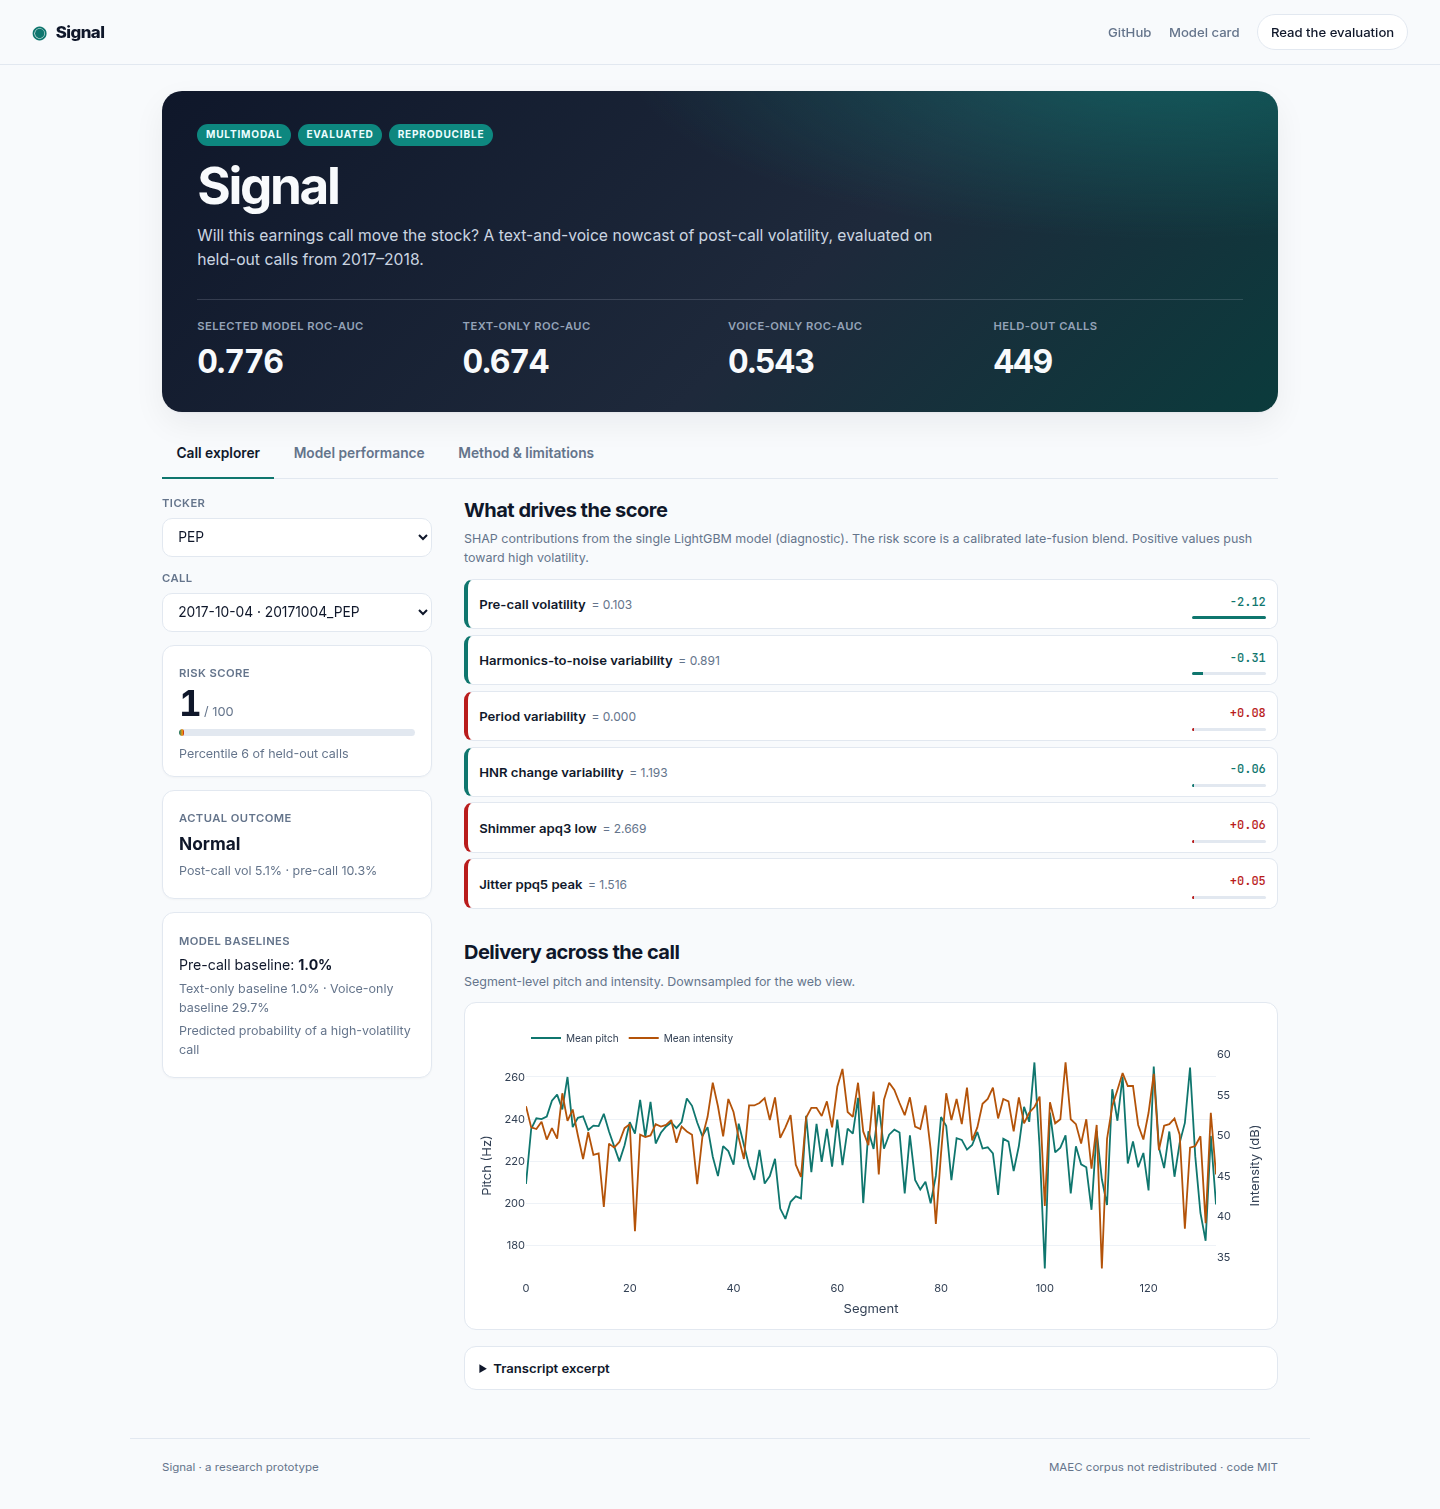 Signal
GitHub
Model card
Read the evaluation
MULTIMODAL
EVALUATED
REPRODUCIBLE
Signal
Will this earnings call move the stock? A text-and-voice nowcast of post-call volatility, evaluated on
held-out calls from 2017–2018.
SELECTED MODEL ROC-AUC
0.776
TEXT-ONLY ROC-AUC
0.674
VOICE-ONLY ROC-AUC
0.543
HELD-OUT CALLS
449
Call explorer
Model performance
Method & limitations
TICKER
PEP
CALL
2017-10-04 · 20171004_PEP
RISK SCORE
1 / 100
Percentile 6 of held-out calls
ACTUAL OUTCOME
Normal
Post-call vol 5.1% · pre-call 10.3%
MODEL BASELINES
Pre-call baseline: 1.0%
Text-only baseline 1.0% · Voice-only
baseline 29.7%
Predicted probability of a high-volatility
call
What drives the score
SHAP contributions from the single LightGBM model (diagnostic). The risk score is a calibrated late-fusion blend. Positive values push
toward high volatility.
Pre-call volatility = 0.103
-2.12
Harmonics-to-noise variability = 0.891
-0.31
Period variability = 0.000
+0.08
HNR change variability = 1.193
-0.06
Shimmer apq3 low = 2.669
+0.06
Jitter ppq5 peak = 1.516
+0.05
Delivery across the call
Segment-level pitch and intensity. Downsampled for the web view.
Mean pitch
Mean intensity
Pitch (Hz)
260
240
220
200
180
0 20 40 60 80 100 120
Segment
60
55
50
45
40
35
Intensity (dB)
Transcript excerpt
Signal · a research prototype
MAEC corpus not redistributed · code MIT